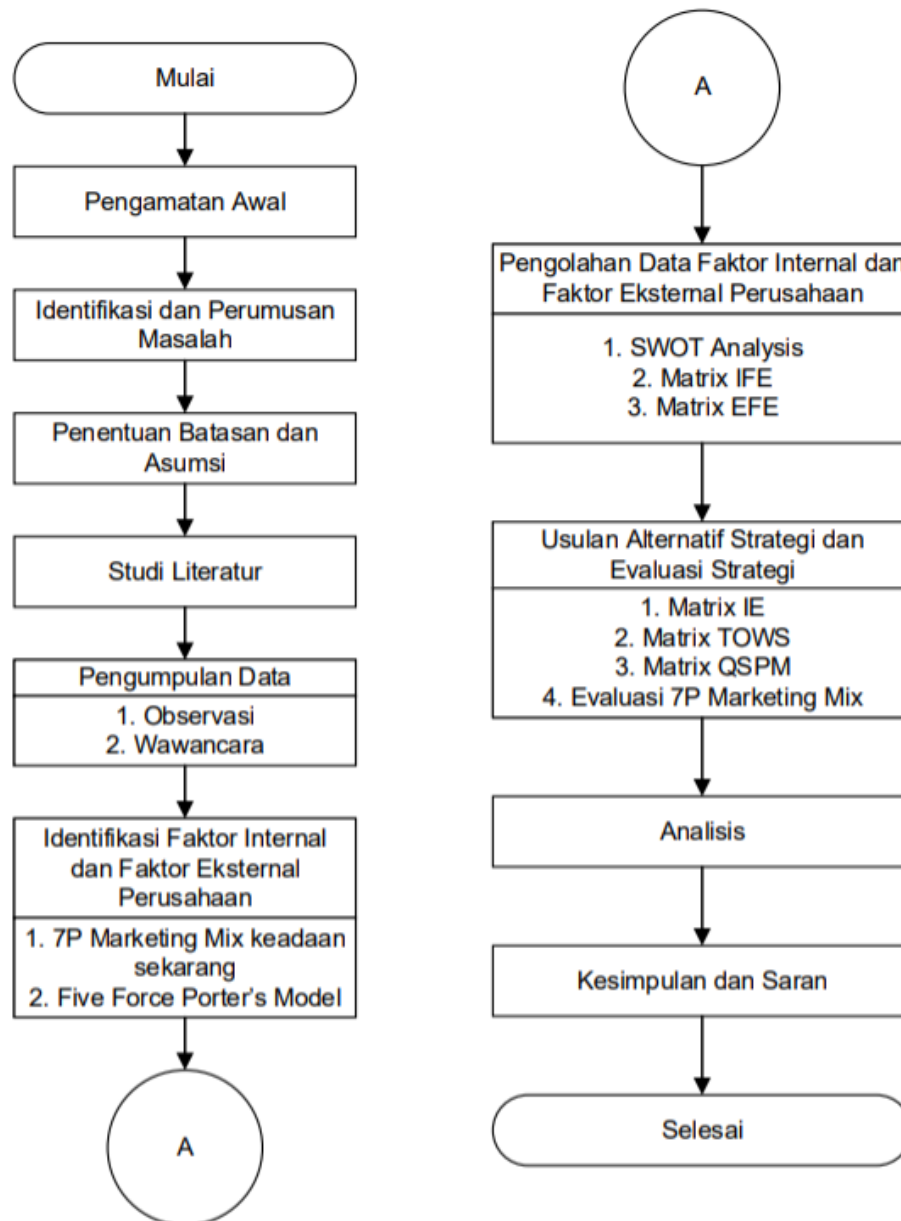 Mulai
Pengamatan Awal
Identifikasi dan Perumusan
Masalah
Penentuan Batasan dan
Asumsi
Studi Literatur
Pengumpulan Data
1. Observasi
2. Wawancara
Identifikasi Faktor Internal
dan Faktor Eksternal
Perusahaan
1. 7P Marketing Mix keadaan
sekarang
2. Five Force Porter's Model
A
A
Pengolahan Data Faktor Internal dan
Faktor Eksternal Perusahaan
1. SWOT Analysis
2. Matrix IFE
3. Matrix EFE
Usulan Alternatif Strategi dan
Evaluasi Strategi
1. Matrix IE
2. Matrix TOWS
3. Matrix QSPM
4. Evaluasi 7P Marketing Mix
Analisis
Kesimpulan dan Saran
Selesai